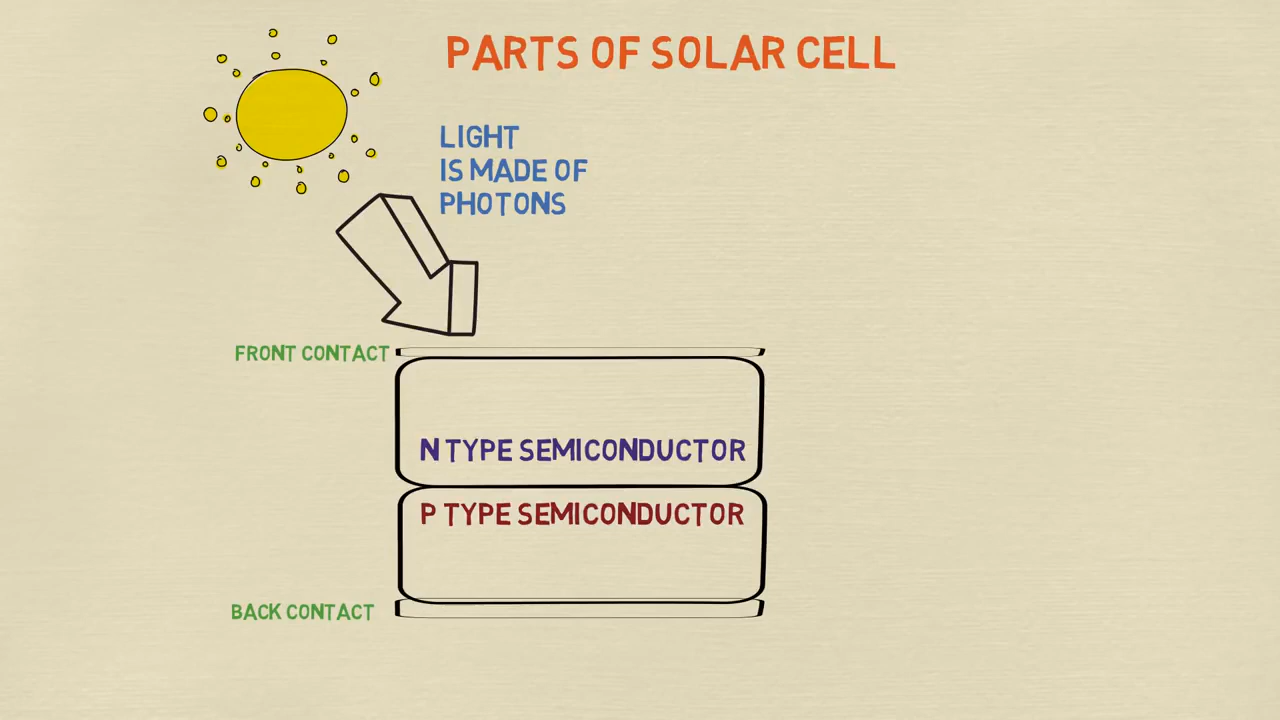 PARTS OF SOLAR CELL
LIGHT
IS MADE OF
PHOTONS
FRONT CONTACT
N TYPE SEMICONDUCTOR
P TYPE SEMICONDUCTOR
BACK CONTACT